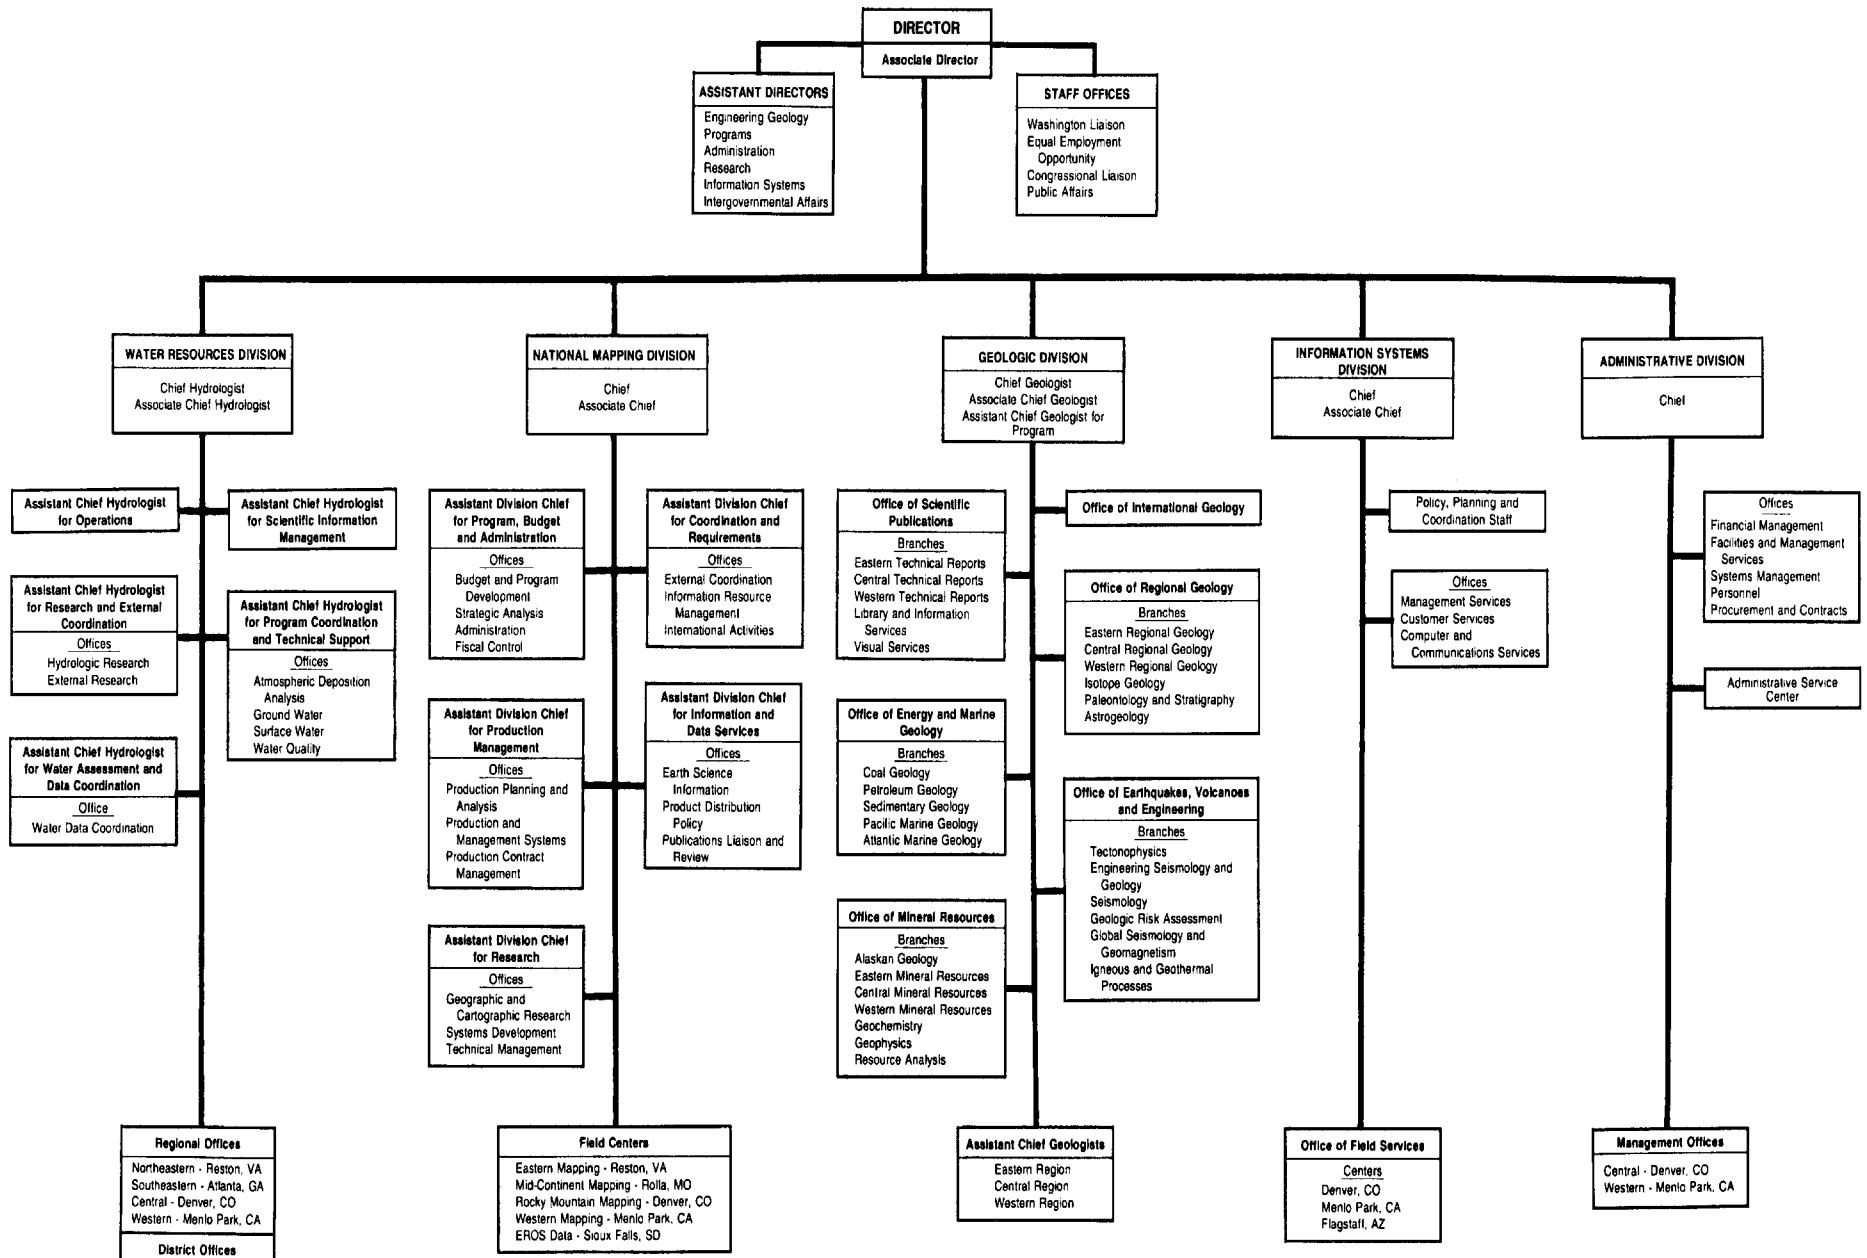 DIRECTOR
Associate Director
ASSISTANT DIRECTORS
Engineering Geology
Programs
Administration
Research
Information Systems
Intergovernmental Affairs
STAFF OFFICES
Washington Liaison
Equal Employment
Opportunity
Congressional Liaison
Public Affairs
WATER RESOURCES DIVISION
Chief Hydrologist
Associate Chief Hydrologist
Assistant Chief Hydrologist
for Operations
Assistant Chief Hydrologist
for Scientific Information
Management
Assistant Chief Hydrologist
for Research and External
Coordination
Offices
Hydrologic Research
External Research
Assistant Chief Hydrologist
for Program Coordination
and Technical Support
Offices
Atmospheric Deposition
Analysis
Ground Water
Surface Water
Water Quality
Assistant Chief Hydrologist
for Water Assessment and
Data Coordination
Office
Water Data Coordination
Regional Offices
Northeastern - Reston, VA
Southeastern - Atlanta, GA
Central - Denver, CO
Western - Menlo Park, CA
District Offices
NATIONAL MAPPING DIVISION
Chief
Associate Chief
Assistant Division Chief
for Program, Budget
and Administration
Offices
Budget and Program
Development
Strategic Analysis
Administration
Fiscal Control
Assistant Division Chief
for Coordination and
Requirements
Offices
External Coordination
Information Resource
Management
International Activities
Assistant Division Chief
for Production
Management
Offices
Production Planning and
Analysis
Production and
Management Systems
Production Contract
Management
Assistant Division Chief
for Information and
Data Services
Offices
Earth Science
Information
Product Distribution
Policy
Publications Liaison and
Review
Assistant Division Chief
for Research
Offices
Geographic and
Cartographic Research
Systems Development
Technical Management
Field Centers
Eastern Mapping - Reston, VA
Mid-Continent Mapping - Rolla, MO
Rocky Mountain Mapping - Denver, CO
Western Mapping - Menlo Park, CA
EROS Data - Sioux Falls, SD
GEOLOGIC DIVISION
Chief Geologist
Associate Chief Geologist
Assistant Chief Geologist for
Program
Office of Scientific
Publications
Branches
Eastern Technical Reports
Central Technical Reports
Western Technical Reports
Library and Information
Services
Visual Services
Office of International Geology
Office of Regional Geology
Branches
Eastern Regional Geology
Central Regional Geology
Western Regional Geology
Isotope Geology
Paleontology and Stratigraphy
Astrogeology
Office of Energy and Marine
Geology
Branches
Coal Geology
Petroleum Geology
Sedimentary Geology
Pacific Marine Geology
Atlantic Marine Geology
Office of Earthquakes, Volcanoes
and Engineering
Branches
Tectonophysics
Engineering Seismology and
Geology
Seismology
Geologic Risk Assessment
Global Seismology and
Geomagnetism
Igneous and Geothermal
Processes
Office of Mineral Resources
Branches
Alaskan Geology
Eastern Mineral Resources
Central Mineral Resources
Western Mineral Resources
Geochemistry
Geophysics
Resource Analysis
Assistant Chief Geologists
Eastern Region
Central Region
Western Region
INFORMATION SYSTEMS
DIVISION
Chief
Associate Chief
Policy, Planning and
Coordination Staff
Offices
Management Services
Customer Services
Computer and
Communications Services
Office of Field Services
Centers
Denver, CO
Menlo Park, CA
Flagstaff, AZ
ADMINISTRATIVE DIVISION
Chief
Offices
Financial Management
Facilities and Management
Services
Systems Management
Personnel
Procurement and Contracts
Administrative Service
Center
Management Offices
Central - Denver, CO
Western - Menlo Park, CA